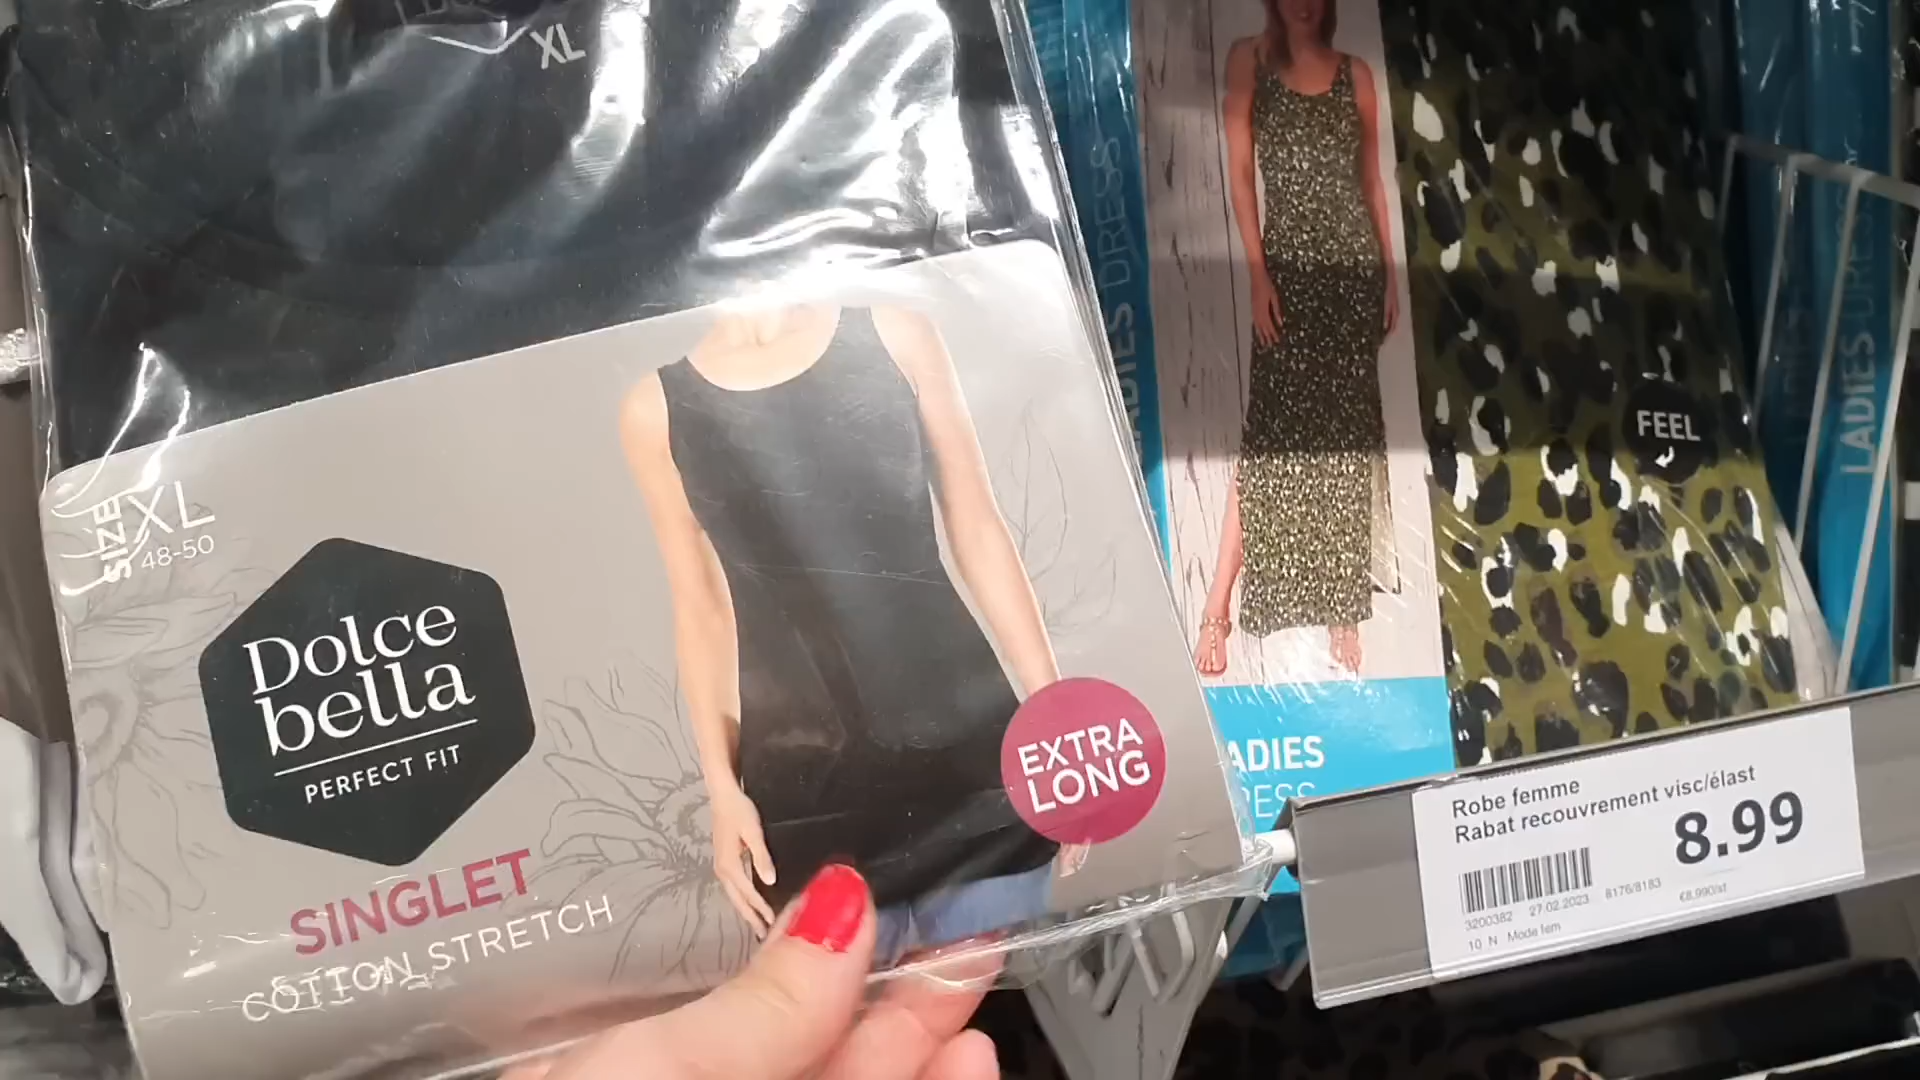 XL
SIZE
XL
48-50
Dolce
bella
PERFECT FIT
SINGLET
COTTON STRETCH
EXTRA
LONG
LADIES DRESS
FEEL
LADIES DRESS
ADIES
RESS
Robe femme
Rabat recouvrement visc/élast
8.99
3200382 27.02.2023 8176/8183 €8,990/st
10 N Mode fem